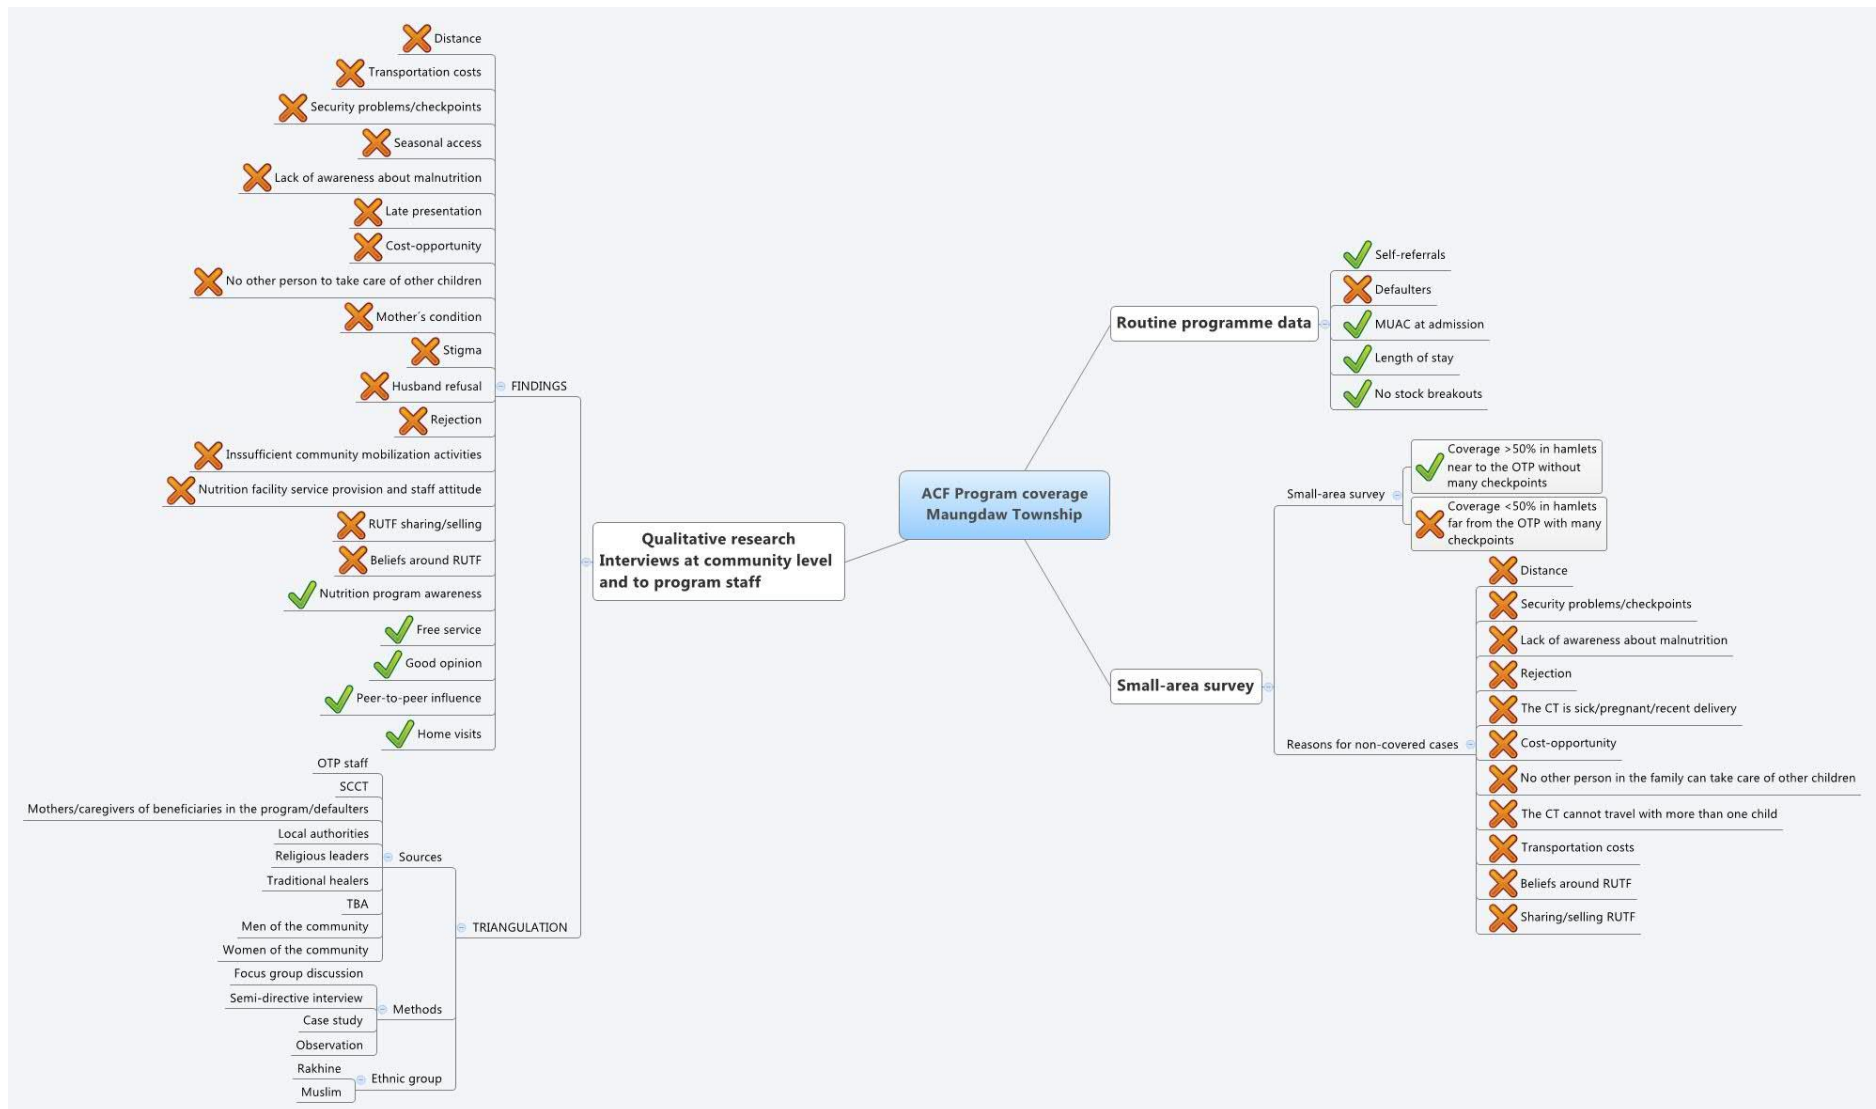 ACF Program coverage
Maungdaw Township
Qualitative research
Interviews at community level
and to program staff
FINDINGS
Distance
Transportation costs
Security problems/checkpoints
Seasonal access
Lack of awareness about malnutrition
Late presentation
Cost-opportunity
No other person to take care of other children
Mother´s condition
Stigma
Husband refusal
Rejection
Inssufficient community mobilization activities
Nutrition facility service provision and staff attitude
RUTF sharing/selling
Beliefs around RUTF
Nutrition program awareness
Free service
Good opinion
Peer-to-peer influence
Home visits
TRIANGULATION
Sources
OTP staff
SCCT
Mothers/caregivers of beneficiaries in the program/defaulters
Local authorities
Religious leaders
Traditional healers
TBA
Men of the community
Women of the community
Methods
Focus group discussion
Semi-directive interview
Case study
Observation
Ethnic group
Rakhine
Muslim
Routine programme data
Self-referrals
Defaulters
MUAC at admission
Length of stay
No stock breakouts
Small-area survey
Small-area survey
Coverage >50% in hamlets
near to the OTP without
many checkpoints
Coverage <50% in hamlets
far from the OTP with many
checkpoints
Reasons for non-covered cases
Distance
Security problems/checkpoints
Lack of awareness about malnutrition
Rejection
The CT is sick/pregnant/recent delivery
Cost-opportunity
No other person in the family can take care of other children
The CT cannot travel with more than one child
Transportation costs
Beliefs around RUTF
Sharing/selling RUTF